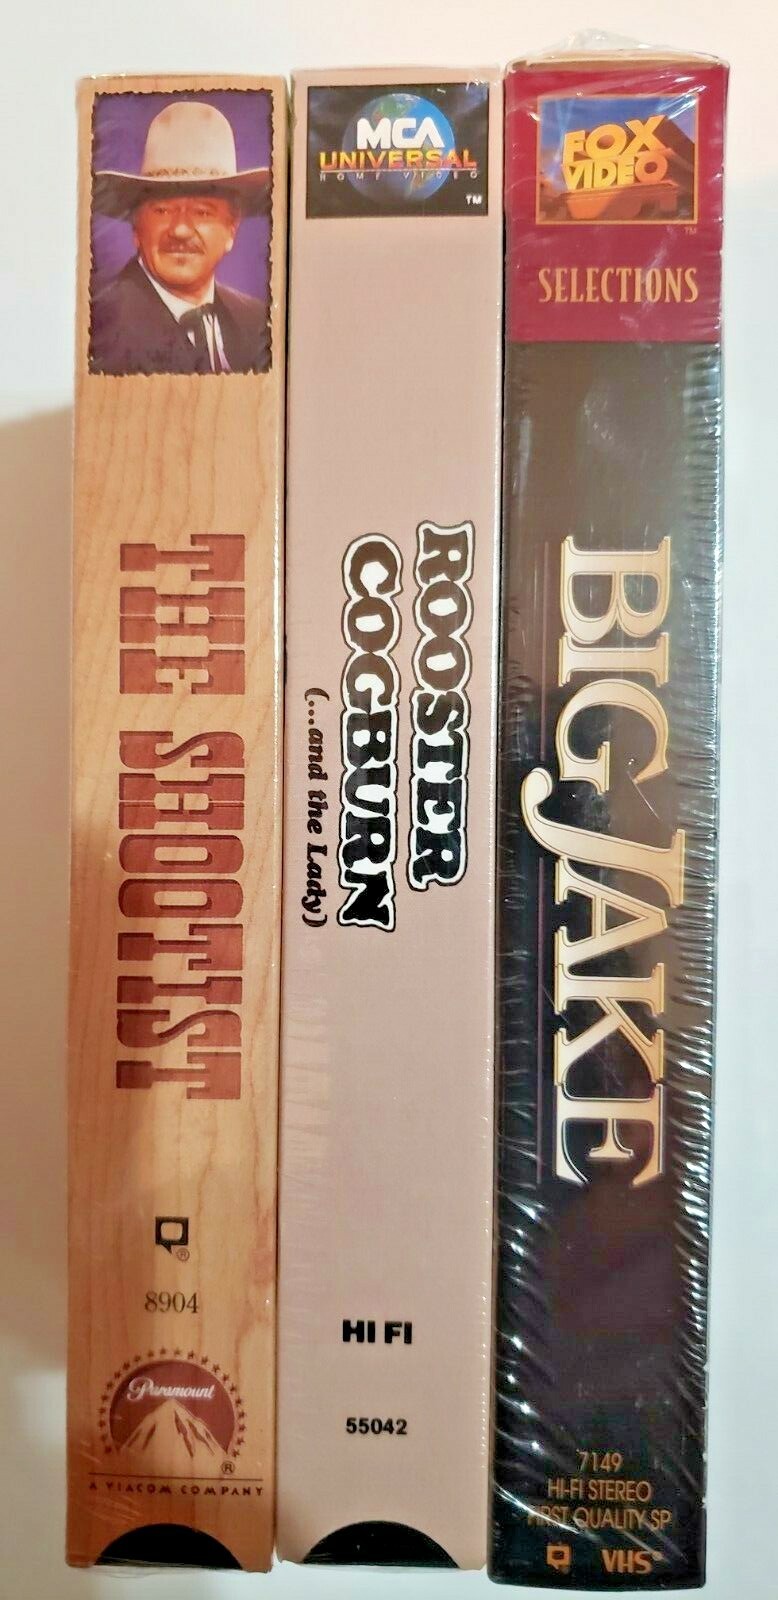 THE SHOOTIST
®
8904
Paramount
®
A VIACOM COMPANY
MCA
UNIVERSAL
HOME VIDEO
TM
ROOSTER
COGBURN
(...and the Lady)
HI FI
55042
FOX
VIDEO
TM
SELECTIONS
BIG JAKE
7149
HI-FI STEREO
FIRST QUALITY SP
VHS®